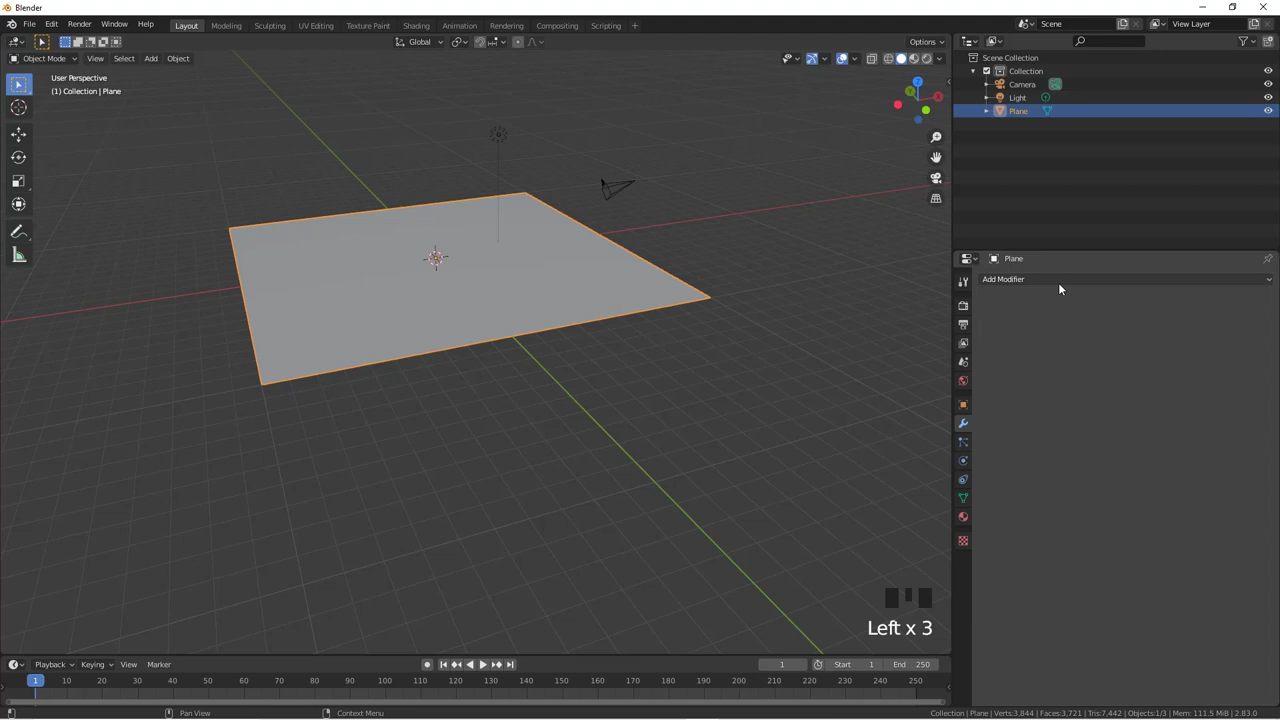 Blender
File Edit Render Window Help Layout Modeling Sculpting UV Editing Texture Paint Shading Animation Rendering Compositing Scripting + Scene View Layer
Global Options
Object Mode View Select Add Object
User Perspective
(1) Collection | Plane
Scene Collection
Collection
Camera
Light
Plane
Plane
Add Modifier
Left x 3
Playback Keying View Marker 1 Start 1 End 250
1 10 20 30 40 50 60 70 80 90 100 110 120 130 140 150 160 170 180 190 200 210 220 230 240 250
Pan View Context Menu Collection | Plane | Verts:3,844 | Faces:3,721 | Tris:7,442 | Objects:1/3 | Mem: 111.5 MiB | 2.83.0